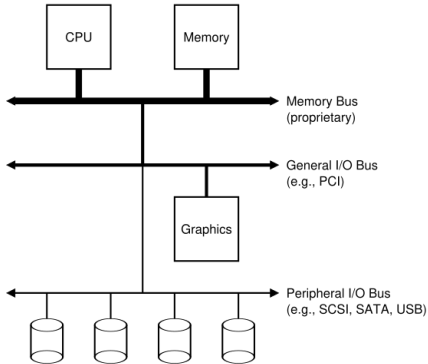 CPU
Memory
Memory Bus
(proprietary)
General I/O Bus
(e.g., PCI)
Graphics
Peripheral I/O Bus
(e.g., SCSI, SATA, USB)